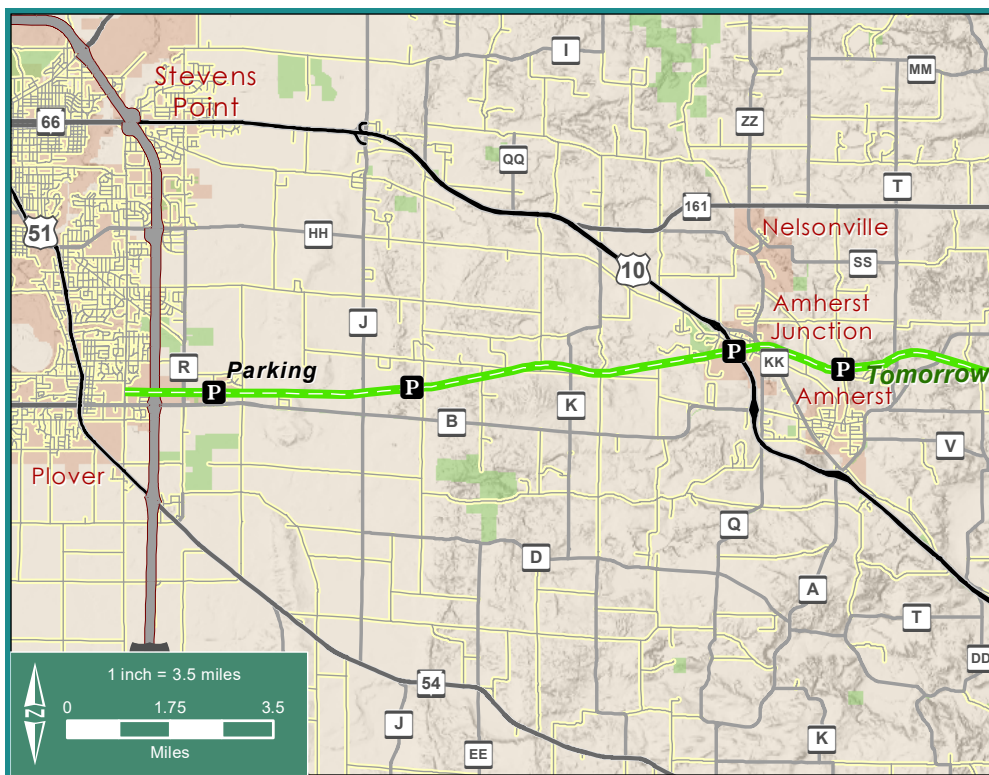 I
MM
Stevens
Point
66
ZZ
QQ
T
161
51
HH
Nelsonville
SS
10
Amherst
Junction
J
R
Parking
P
P
P
KK
P
Tomorrow
K
Amherst
B
V
Plover
Q
D
A
T
DD
1 inch = 3.5 miles
54
N
0 1.75 3.5
J
K
Miles
EE